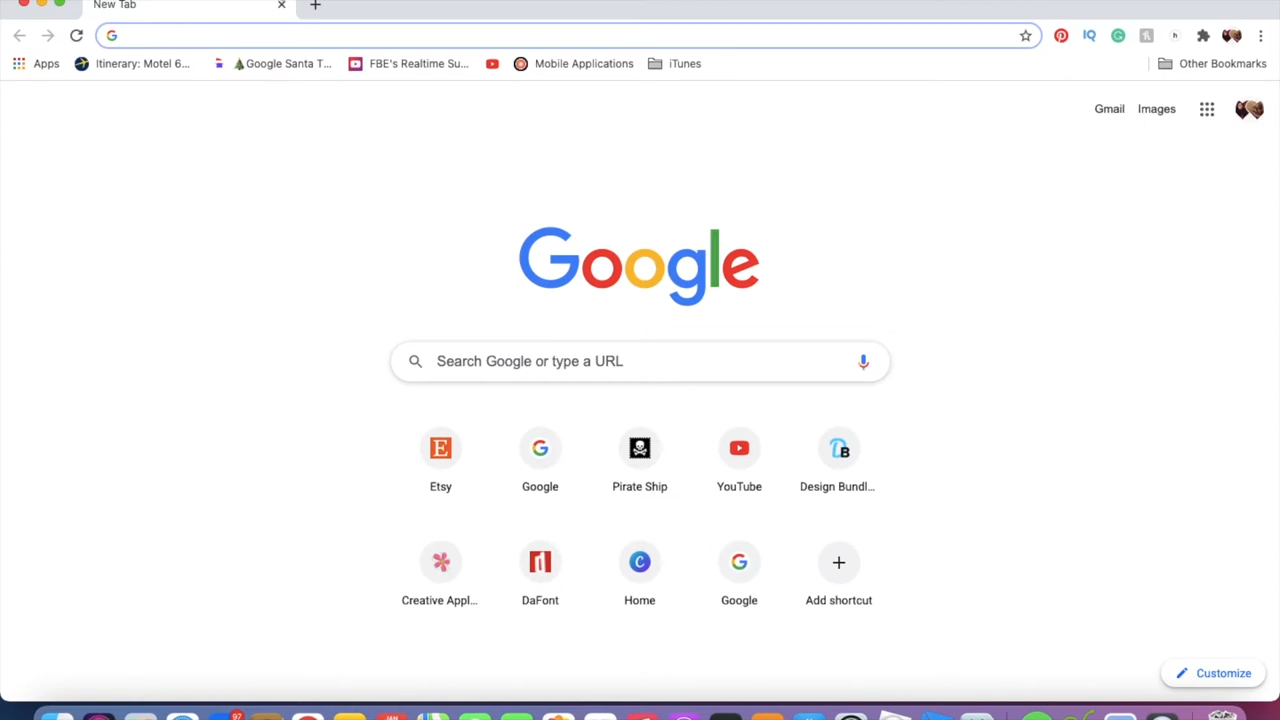 New Tab
Apps Itinerary: Motel 6... Google Santa T... FBE's Realtime Su... Mobile Applications iTunes Other Bookmarks
Gmail Images
Google
Search Google or type a URL
Etsy Google Pirate Ship YouTube Design Bundl...
Creative Appl... DaFont Home Google Add shortcut
Customize
97
JAN